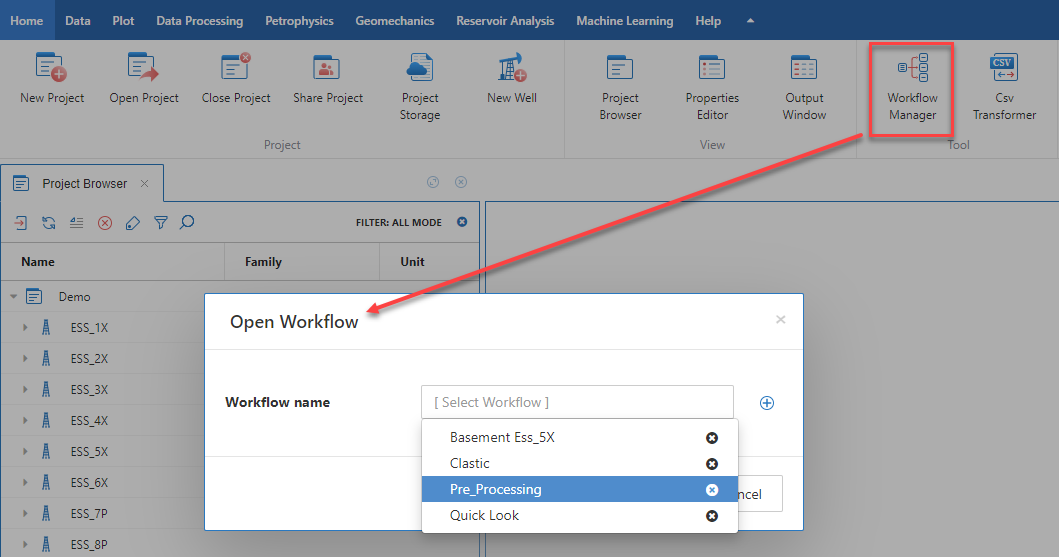 Home Data Plot Data Processing Petrophysics Geomechanics Reservoir Analysis Machine Learning Help
New Project Open Project Close Project Share Project Project Storage New Well Project Browser Properties Editor Output Window Workflow Manager CSV Csv Transformer
Project View Tool
Project Browser
FILTER: ALL MODE
Name Family Unit
Demo
ESS_1X
ESS_2X
ESS_3X
ESS_4X
ESS_5X
ESS_6X
ESS_7P
ESS_8P
Open Workflow
Workflow name [ Select Workflow ]
Basement Ess_5X
Clastic
Pre_Processing
Quick Look